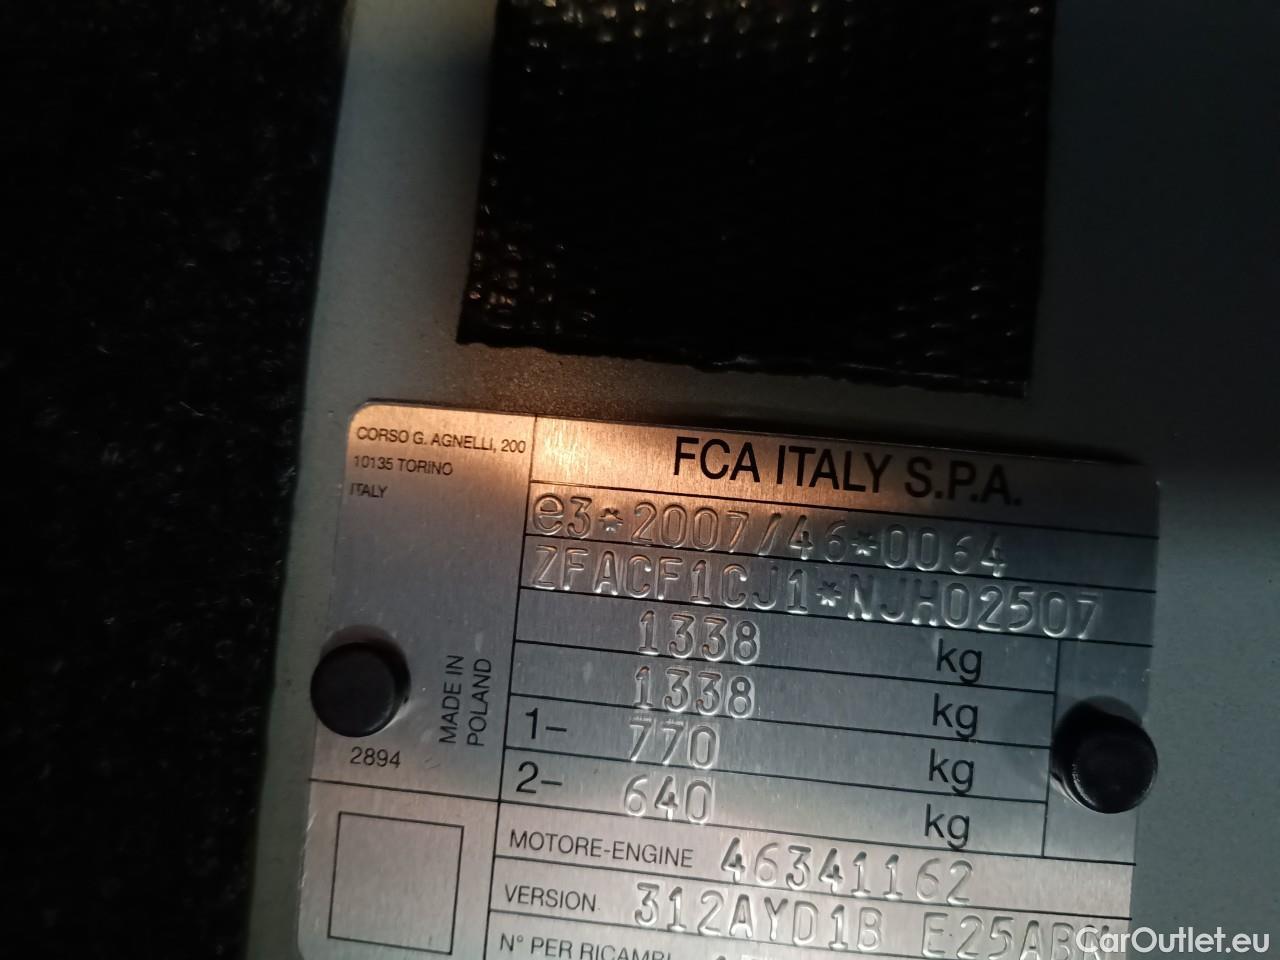 CORSO G. AGNELLI, 200
10135 TORINO
ITALY
FCA ITALY S.P.A.
e3*2007/46*0064
ZFACF1CJ1*NJH02507
1338 kg
1338 kg
1- 770 kg
2- 640 kg
MADE IN
POLAND
2894
MOTORE-ENGINE 46341162
VERSION. 312AYD1B E25ABN
N° PER RICAMBI
CarOutlet.eu